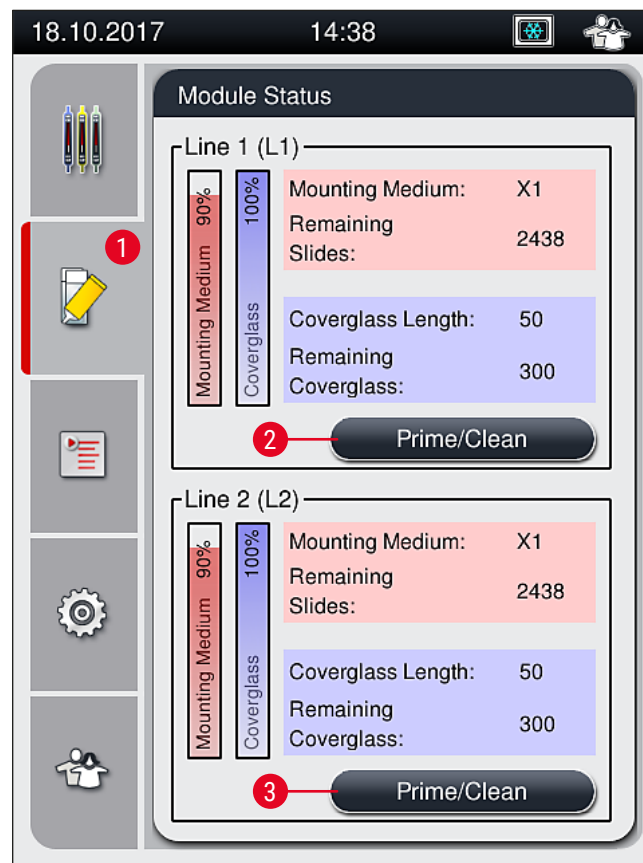 18.10.2017 14:38
Module Status
1
Line 1 (L1)
Mounting Medium 90%
Coverglass 100%
Mounting Medium: X1
Remaining
Slides: 2438
Coverglass Length: 50
Remaining
Coverglass: 300
2 Prime/Clean
Line 2 (L2)
Mounting Medium 90%
Coverglass 100%
Mounting Medium: X1
Remaining
Slides: 2438
Coverglass Length: 50
Remaining
Coverglass: 300
3 Prime/Clean